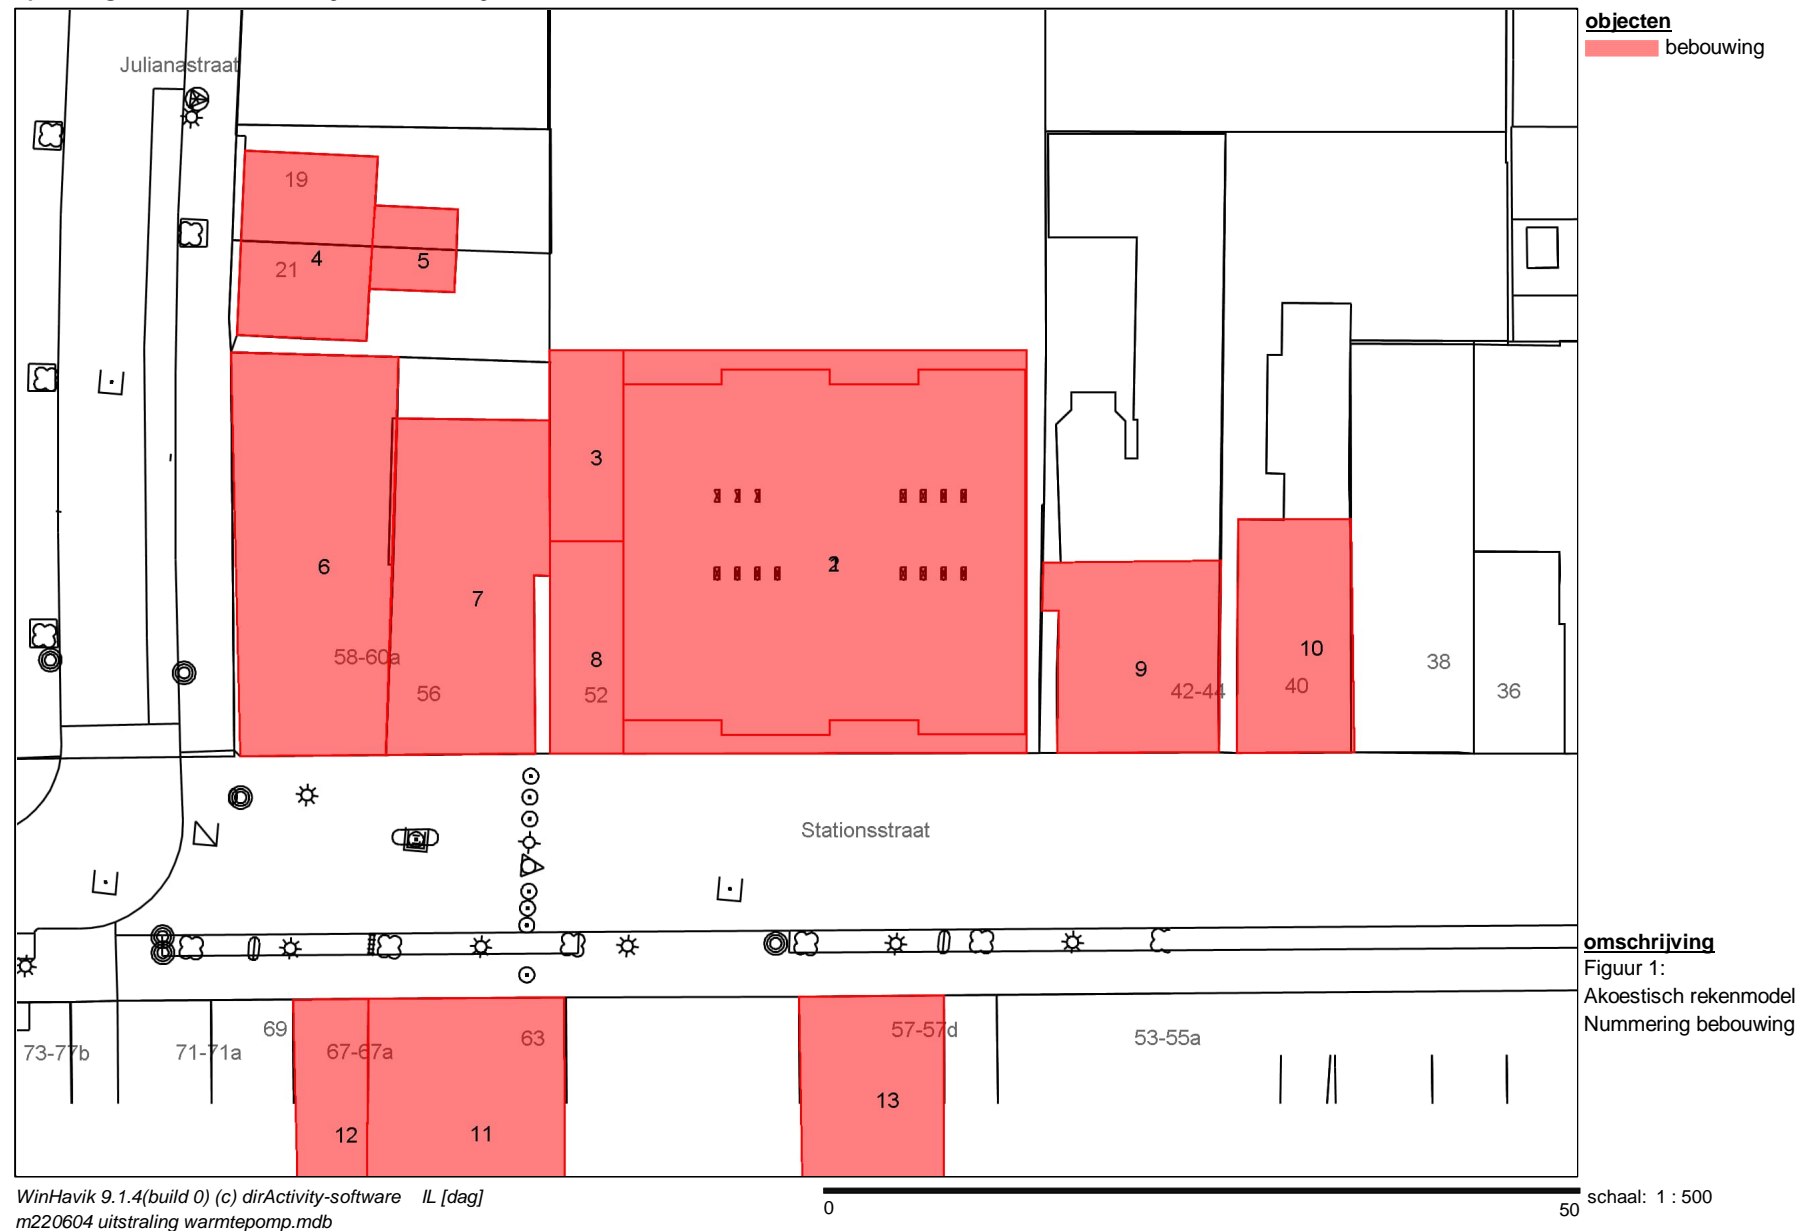 objecten
bebouwing
Julianastraat
19
4
21
5
3
6
7
2
8
58-60a
56
52
9
10
42-44
40
38
36
Stationsstraat
omschrijving
Figuur 1:
Akoestisch rekenmodel
Nummering bebouwing
69
63
57-57d
53-55a
73-77b
71-71a
67-67a
12
11
13
WinHavik 9.1.4(build 0) (c) dirActivity-software IL [dag]
0
50
schaal: 1 : 500
m220604 uitstraling warmtepomp.mdb